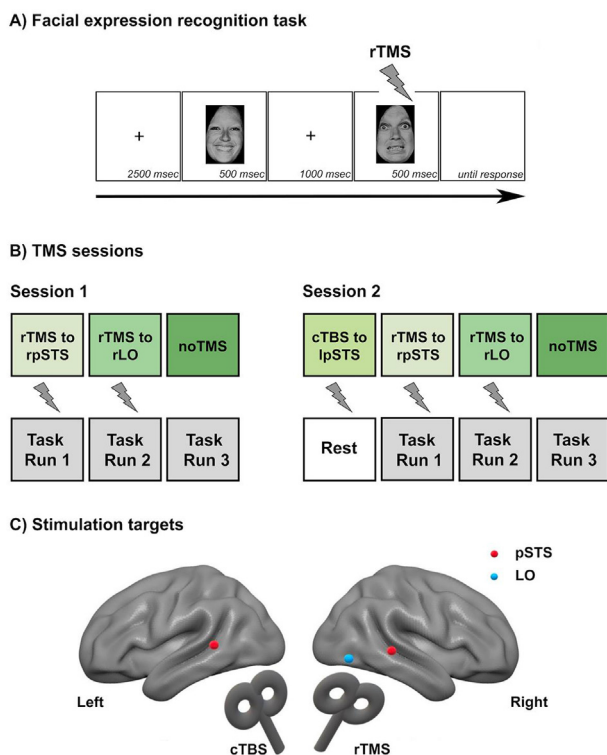 A) Facial expression recognition task
rTMS
+
+
2500 msec
500 msec
1000 msec
500 msec
until response
B) TMS sessions
Session 1
rTMS to
rpSTS
rTMS to
rLO
noTMS
Task
Run 1
Task
Run 2
Task
Run 3
Session 2
cTBS to
lpSTS
rTMS to
rpSTS
rTMS to
rLO
noTMS
Rest
Task
Run 1
Task
Run 2
Task
Run 3
C) Stimulation targets
pSTS
LO
Left
Right
cTBS
rTMS